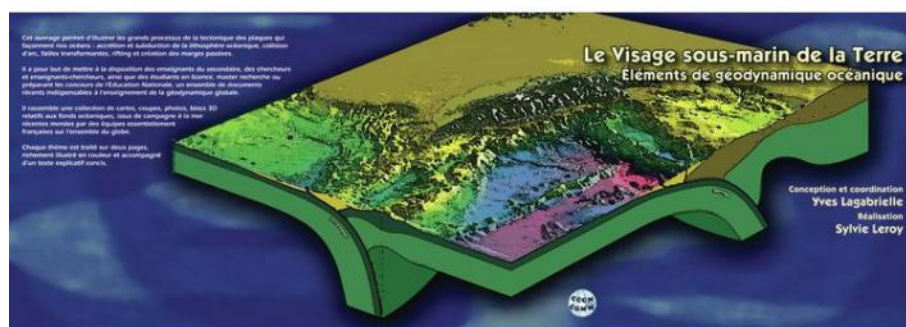 Cet ouvrage permet d'illustrer les grands processus de la tectonique des plaques qui
façonnent nos océans : accrétion et subduction de la lithosphère océanique, collision
d'arc, failles transformantes, rifting et création des marges passives.
Il a pour but de mettre à la disposition des enseignants du secondaire, des chercheurs
et enseignants-chercheurs, ainsi que des étudiants en licence, master recherche ou
préparant les concours de l'Education Nationale, un ensemble de documents
récents indispensables à l'enseignement de la géodynamique globale.
Il rassemble une collection de cartes, coupes, photos, blocs 3D
relatifs aux fonds océaniques, issus de campagne à la mer
récentes menées par des équipes essentiellement
françaises sur l'ensemble du globe.
Chaque thème est traité sur deux pages,
richement illustré en couleur et accompagné
d'un texte explicatif concis.
Le Visage sous-marin de la Terre
Éléments de géodynamique océanique
Conception et coordination
Yves Lagabrielle
Réalisation
Sylvie Leroy
CCGM
CGMW